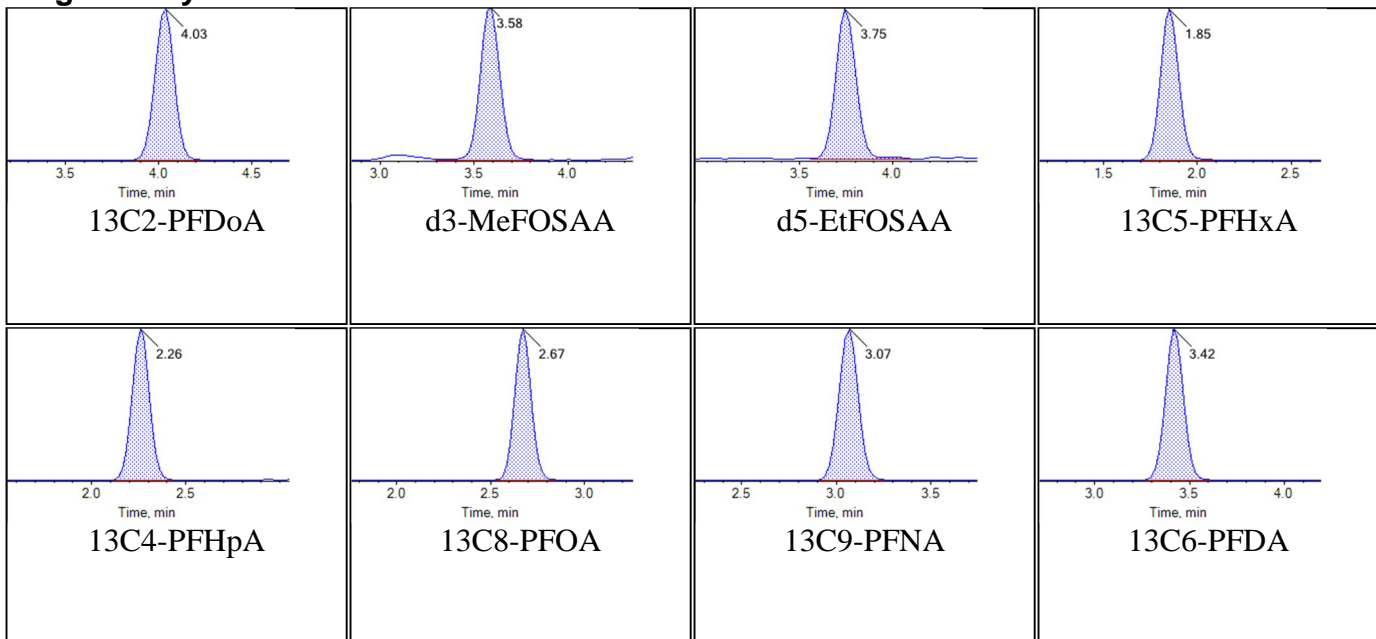 4.03
3.58
3.75
1.85
3.5 4.0 4.5
3.0 3.5 4.0
3.5 4.0
1.5 2.0 2.5
Time, min
Time, min
Time, min
Time, min
13C2-PFDoA
d3-MeFOSAA
d5-EtFOSAA
13C5-PFHxA
2.26
2.67
3.07
3.42
2.0 2.5
2.0 2.5 3.0
2.5 3.0 3.5
3.0 3.5 4.0
Time, min
Time, min
Time, min
Time, min
13C4-PFHpA
13C8-PFOA
13C9-PFNA
13C6-PFDA